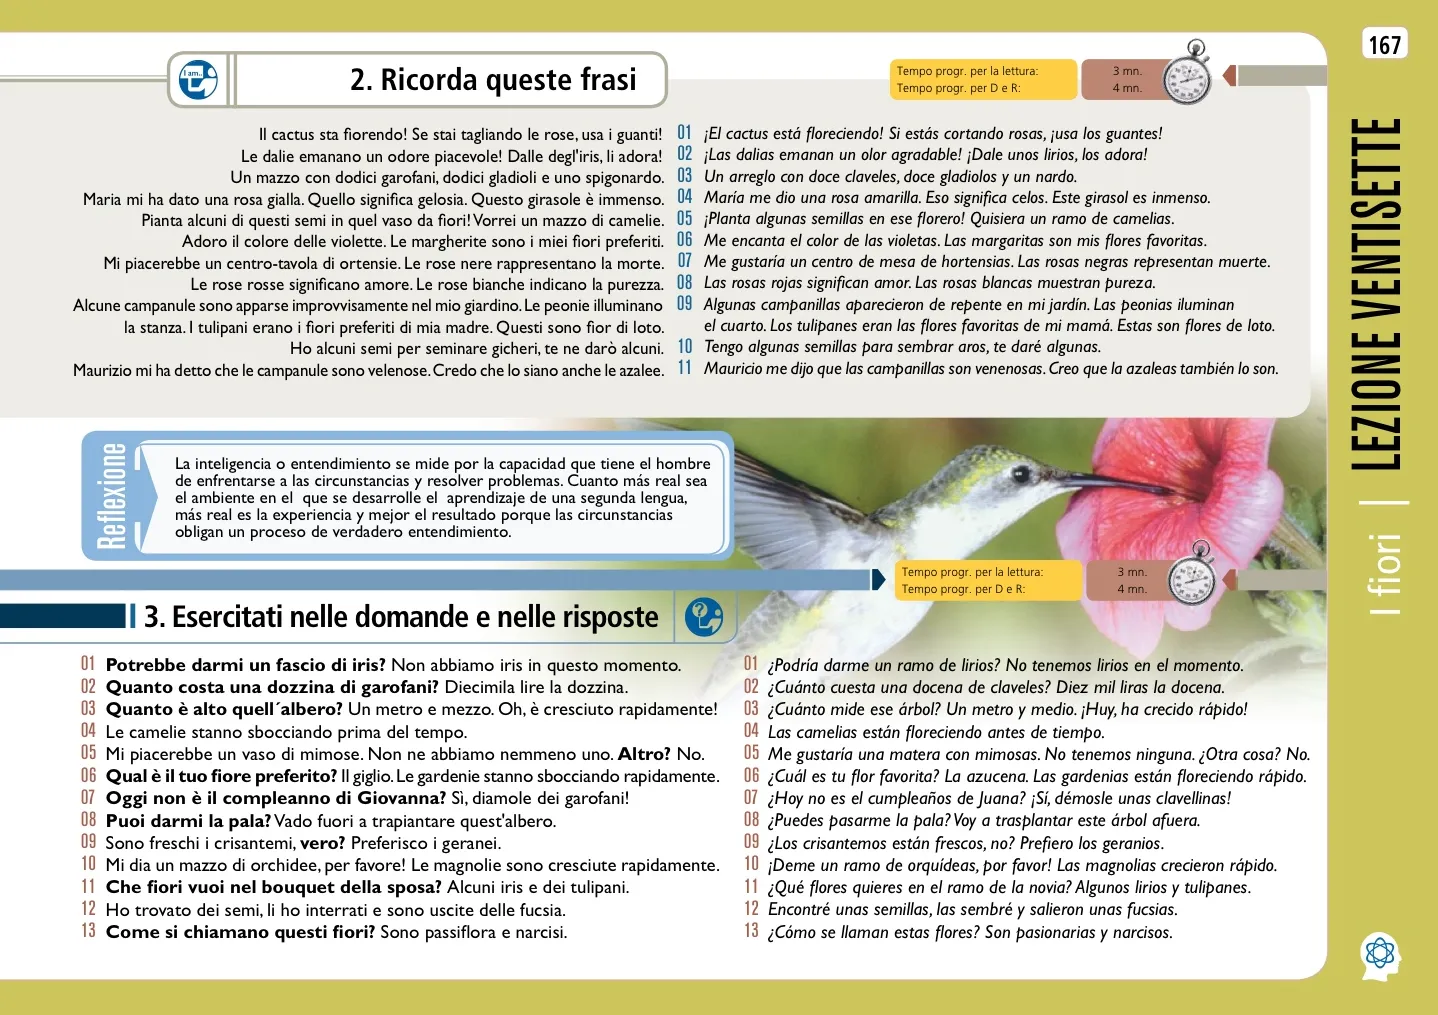 167
LEZIONE VENTISETTE
I fiori
I am..
2. Ricorda queste frasi
Tempo progr. per la lettura: 3 mn.
Tempo progr. per D e R: 4 mn.
Il cactus sta fiorendo! Se stai tagliando le rose, usa i guanti! 01 ¡El cactus está floreciendo! Si estás cortando rosas, ¡usa los guantes!
Le dalie emanano un odore piacevole! Dalle degl'iris, li adora! 02 ¡Las dalias emanan un olor agradable! ¡Dale unos lirios, los adora!
Un mazzo con dodici garofani, dodici gladioli e uno spigonardo. 03 Un arreglo con doce claveles, doce gladiolos y un nardo.
Maria mi ha dato una rosa gialla. Quello significa gelosia. Questo girasole è immenso. 04 María me dio una rosa amarilla. Eso significa celos. Este girasol es inmenso.
Pianta alcuni di questi semi in quel vaso da fiori! Vorrei un mazzo di camelie. 05 ¡Planta algunas semillas en ese florero! Quisiera un ramo de camelias.
Adoro il colore delle violette. Le margherite sono i miei fiori preferiti. 06 Me encanta el color de las violetas. Las margaritas son mis flores favoritas.
Mi piacerebbe un centro-tavola di ortensie. Le rose nere rappresentano la morte. 07 Me gustaría un centro de mesa de hortensias. Las rosas negras representan muerte.
Le rose rosse significano amore. Le rose bianche indicano la purezza. 08 Las rosas rojas significan amor. Las rosas blancas muestran pureza.
Alcune campanule sono apparse improvvisamente nel mio giardino. Le peonie illuminano 09 Algunas campanillas aparecieron de repente en mi jardín. Las peonias iluminan
la stanza. I tulipani erano i fiori preferiti di mia madre. Questi sono fior di loto. el cuarto. Los tulipanes eran las flores favoritas de mi mamá. Estas son flores de loto.
Ho alcuni semi per seminare gicheri, te ne darò alcuni. 10 Tengo algunas semillas para sembrar aros, te daré algunas.
Maurizio mi ha detto che le campanule sono velenose. Credo che lo siano anche le azalee. 11 Mauricio me dijo que las campanillas son venenosas. Creo que la azaleas también lo son.
Reflexione
La inteligencia o entendimiento se mide por la capacidad que tiene el hombre
de enfrentarse a las circunstancias y resolver problemas. Cuanto más real sea
el ambiente en el que se desarrolle el aprendizaje de una segunda lengua,
más real es la experiencia y mejor el resultado porque las circunstancias
obligan un proceso de verdadero entendimiento.
Tempo progr. per la lettura: 3 mn.
Tempo progr. per D e R: 4 mn.
3. Esercitati nelle domande e nelle risposte
01 Potrebbe darmi un fascio di iris? Non abbiamo iris in questo momento. 01 ¿Podría darme un ramo de lirios? No tenemos lirios en el momento.
02 Quanto costa una dozzina di garofani? Diecimila lire la dozzina. 02 ¿Cuánto cuesta una docena de claveles? Diez mil liras la docena.
03 Quanto è alto quell´albero? Un metro e mezzo. Oh, è cresciuto rapidamente! 03 ¿Cuánto mide ese árbol? Un metro y medio. ¡Huy, ha crecido rápido!
04 Le camelie stanno sbocciando prima del tempo. 04 Las camelias están floreciendo antes de tiempo.
05 Mi piacerebbe un vaso di mimose. Non ne abbiamo nemmeno uno. Altro? No. 05 Me gustaría una matera con mimosas. No tenemos ninguna. ¿Otra cosa? No.
06 Qual è il tuo fiore preferito? Il giglio. Le gardenie stanno sbocciando rapidamente. 06 ¿Cuál es tu flor favorita? La azucena. Las gardenias están floreciendo rápido.
07 Oggi non è il compleanno di Giovanna? Sì, diamole dei garofani! 07 ¿Hoy no es el cumpleaños de Juana? ¡Sí, démosle unas clavellinas!
08 Puoi darmi la pala? Vado fuori a trapiantare quest'albero. 08 ¿Puedes pasarme la pala? Voy a trasplantar este árbol afuera.
09 Sono freschi i crisantemi, vero? Preferisco i geranei. 09 ¿Los crisantemos están frescos, no? Prefiero los geranios.
10 Mi dia un mazzo di orchidee, per favore! Le magnolie sono cresciute rapidamente. 10 ¡Deme un ramo de orquídeas, por favor! Las magnolias crecieron rápido.
11 Che fiori vuoi nel bouquet della sposa? Alcuni iris e dei tulipani. 11 ¿Qué flores quieres en el ramo de la novia? Algunos lirios y tulipanes.
12 Ho trovato dei semi, li ho interrati e sono uscite delle fucsia. 12 Encontré unas semillas, las sembré y salieron unas fucsias.
13 Come si chiamano questi fiori? Sono passiflora e narcisi. 13 ¿Cómo se llaman estas flores? Son pasionarias y narcisos.